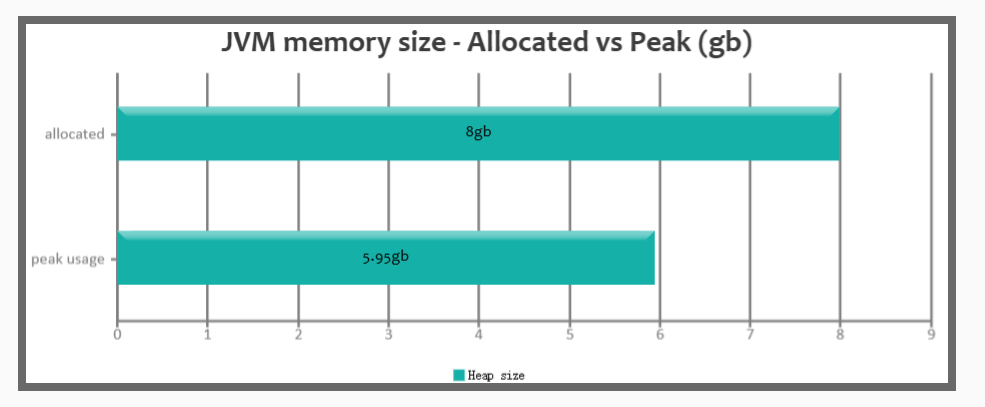 JVM memory size - Allocated vs Peak (gb)
allocated
8gb
peak usage
5.95gb
0 1 2 3 4 5 6 7 8 9
Heap size